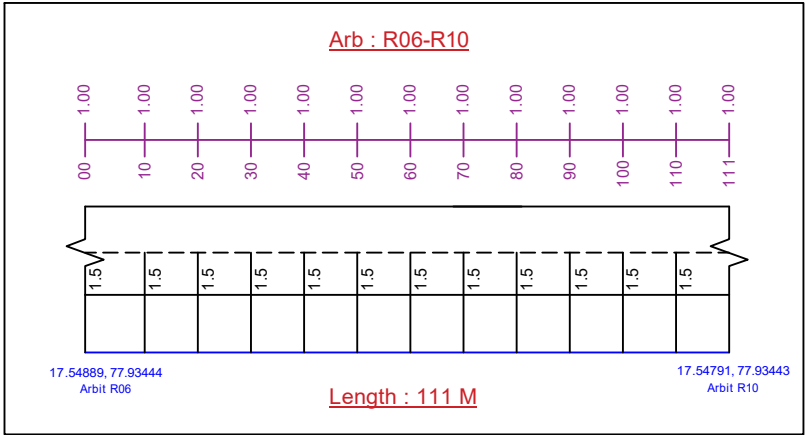 Arb : R06-R10
1.00 1.00 1.00 1.00 1.00 1.00 1.00 1.00 1.00 1.00 1.00 1.00 1.00
00 10 20 30 40 50 60 70 80 90 100 110 111
1.5 1.5 1.5 1.5 1.5 1.5 1.5 1.5 1.5 1.5 1.5 1.5
17.54889, 77.93444
Arbit R06
17.54791, 77.93443
Arbit R10
Length : 111 M